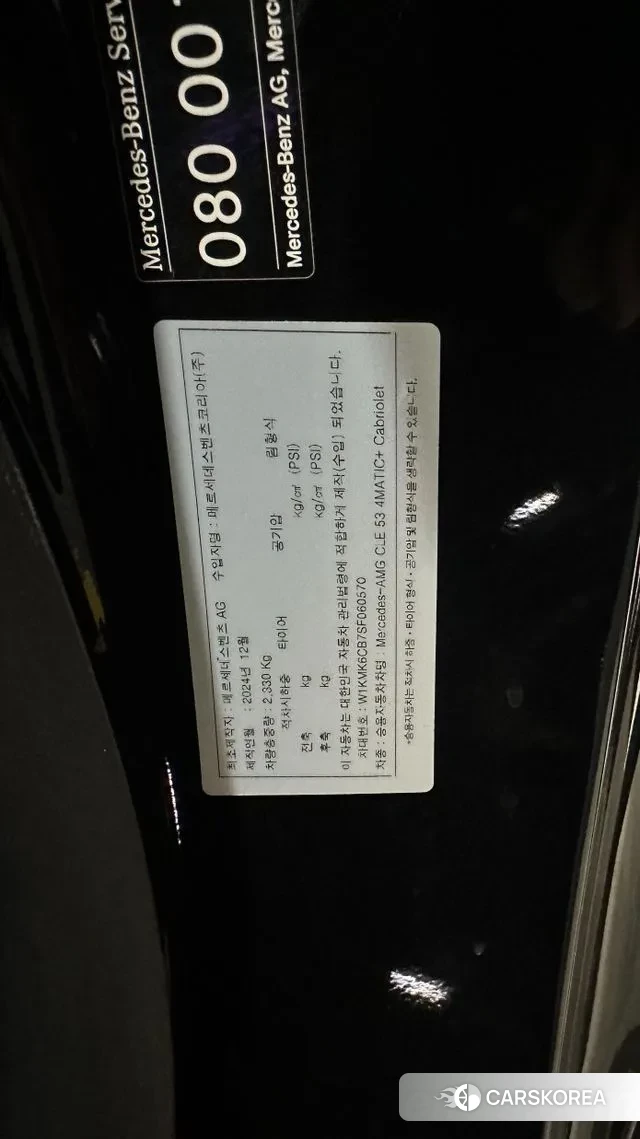 Mercedes-Benz Serv
080 00
Mercedes-Benz AG, Merc
최초제작자 : 메르세데스벤츠 AG 수입자명 : 메르세데스벤츠코리아(주)
제작연월 : 2024년 12월
차량총중량 : 2,330 Kg
적차시하중 타이어 공기압 림형식
전축 kg kg/㎠ (PSI)
후축 kg kg/㎠ (PSI)
이 자동차는 대한민국 자동차 관리법령에 적합하게 제작(수입) 되었습니다.
차대번호 : W1KMK6CB7SF060570
차종 : 승용자동차차명 : Mercedes-AMG CLE 53 4MATIC+ Cabriolet
*승용자동차는 적차시 하중 · 타이어 형식 · 공기압 및 림형식을 생략할 수 있습니다.
CARSKOREA